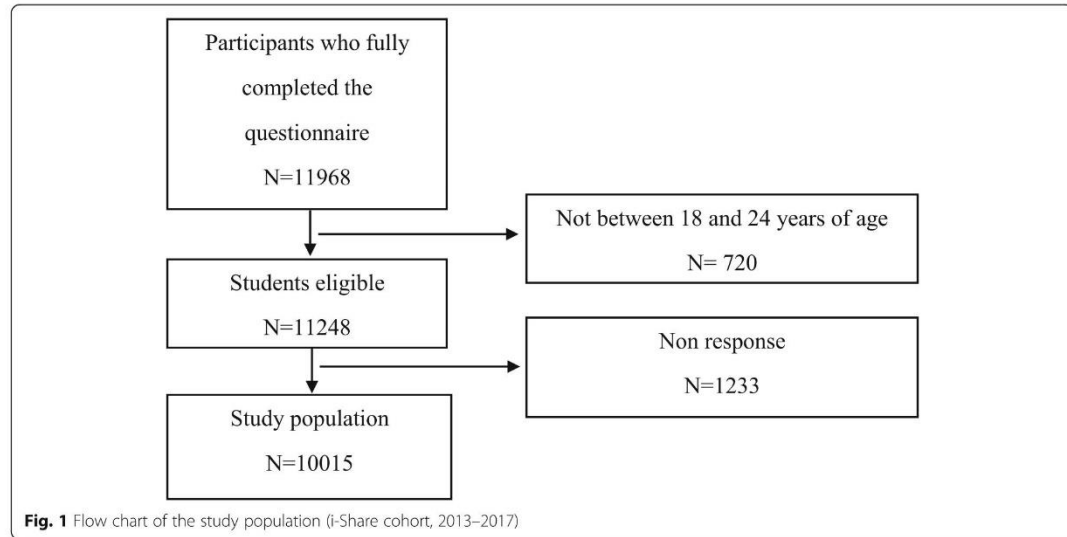 Participants who fully
completed the
questionnaire
N=11968
Not between 18 and 24 years of age
N= 720
Students eligible
N=11248
Non response
N=1233
Study population
N=10015
Fig. 1 Flow chart of the study population (i-Share cohort, 2013–2017)